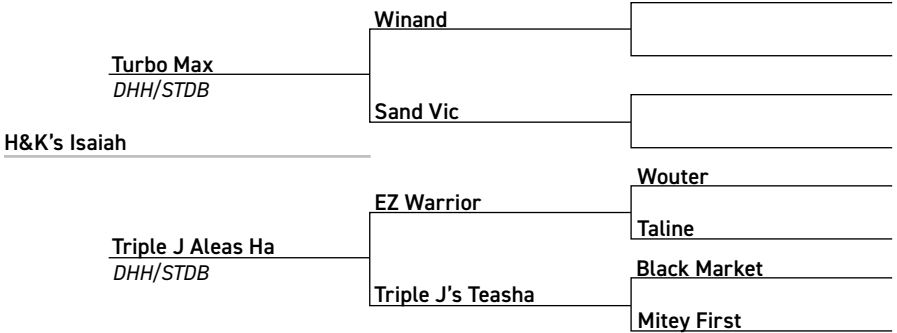 Winand
Turbo Max
DHH/STDB
Sand Vic
H&K's Isaiah
Wouter
EZ Warrior
Taline
Triple J Aleas Ha
DHH/STDB
Black Market
Triple J's Teasha
Mitey First